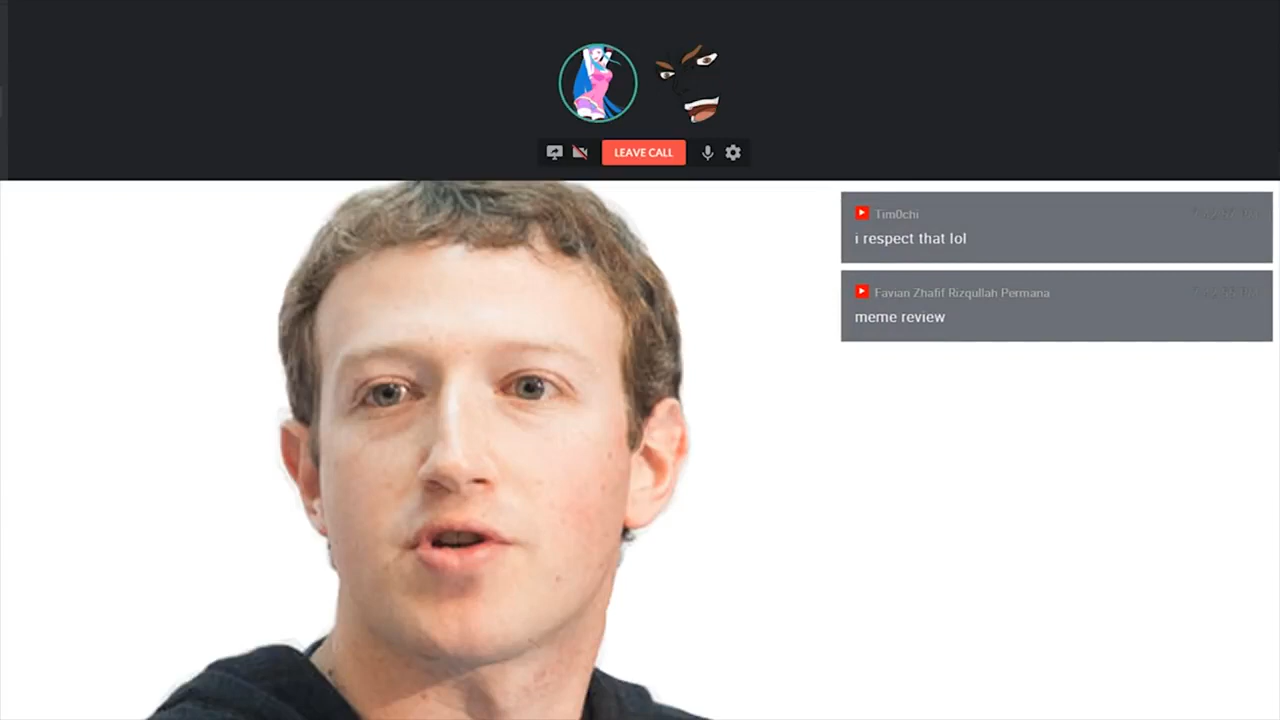 LEAVE CALL
Tim0chi
i respect that lol
Favian Zhafif Rizqullah Permana
meme review